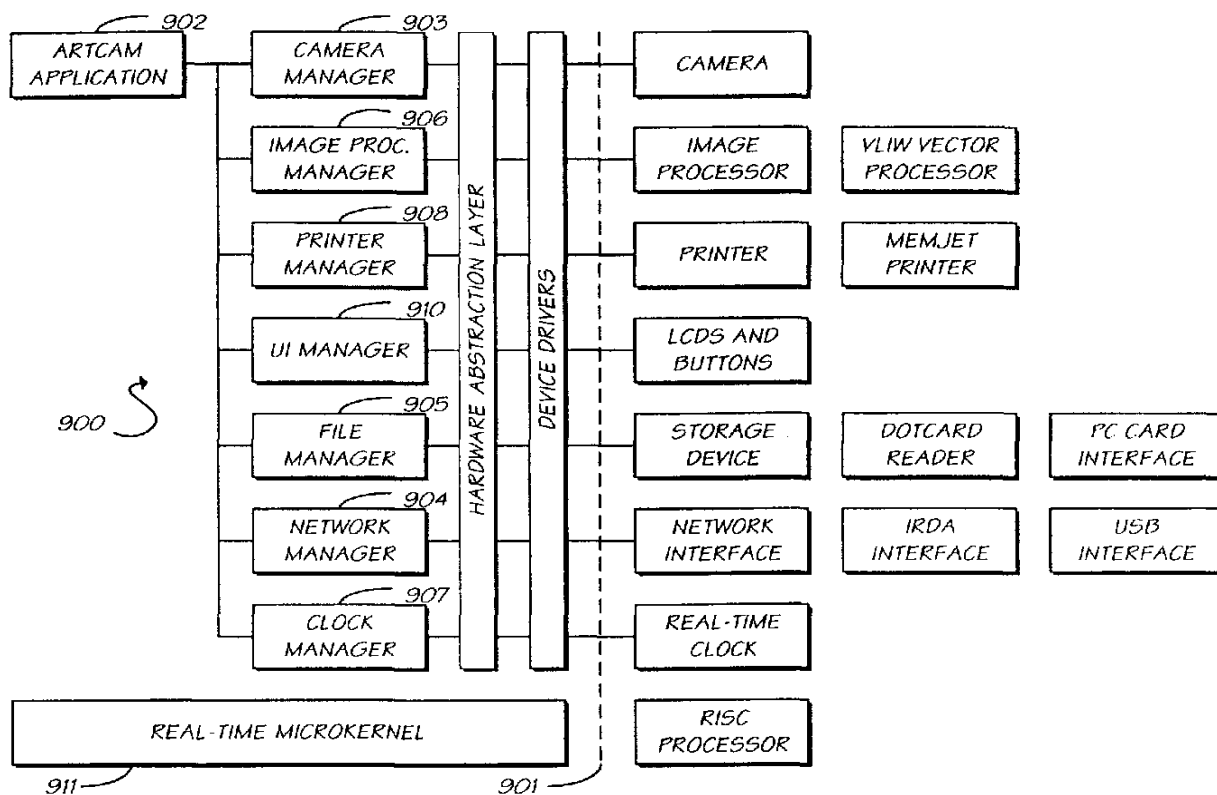 902
ARTCAM
APPLICATION
903
CAMERA
MANAGER
CAMERA
906
IMAGE PROC.
MANAGER
IMAGE
PROCESSOR
VLIW VECTOR
PROCESSOR
908
PRINTER
MANAGER
PRINTER
MEMJET
PRINTER
910
UI MANAGER
LCDS AND
BUTTONS
HARDWARE ABSTRACTION LAYER
DEVICE DRIVERS
900
905
FILE
MANAGER
STORAGE
DEVICE
DOTCARD
READER
PC CARD
INTERFACE
904
NETWORK
MANAGER
NETWORK
INTERFACE
IRDA
INTERFACE
USB
INTERFACE
907
CLOCK
MANAGER
REAL-TIME
CLOCK
REAL-TIME MICROKERNEL
RISC
PROCESSOR
911
901